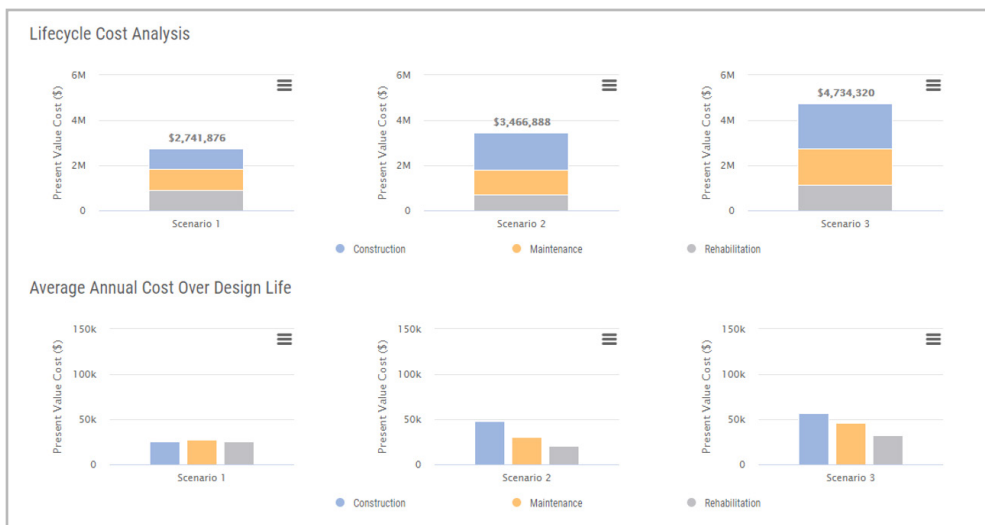 Lifecycle Cost Analysis
Present Value Cost ($)
6M
4M
2M
0
$2,741,876
Scenario 1
Present Value Cost ($)
6M
4M
2M
0
$3,466,888
Scenario 2
Present Value Cost ($)
6M
4M
2M
0
$4,734,320
Scenario 3
Construction
Maintenance
Rehabilitation
Average Annual Cost Over Design Life
Present Value Cost ($)
150k
100k
50k
0
Scenario 1
Present Value Cost ($)
150k
100k
50k
0
Scenario 2
Present Value Cost ($)
150k
100k
50k
0
Scenario 3
Construction
Maintenance
Rehabilitation